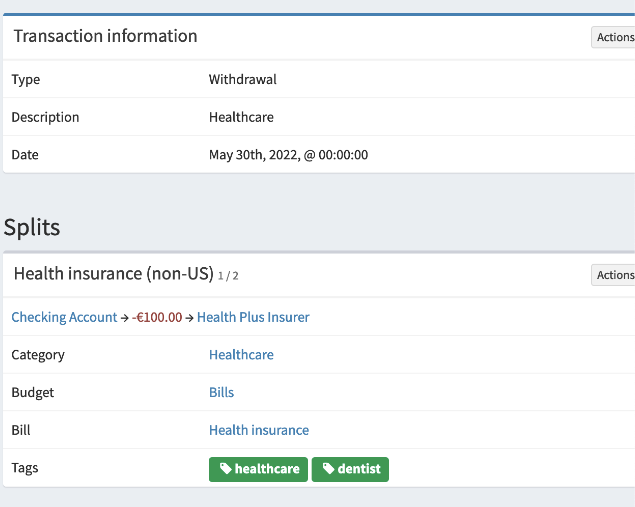 Transaction information Actions
Type Withdrawal
Description Healthcare
Date May 30th, 2022, @ 00:00:00
Splits
Health insurance (non-US) 1 / 2 Actions
Checking Account → -€100.00 → Health Plus Insurer
Category Healthcare
Budget Bills
Bill Health insurance
Tags healthcare dentist